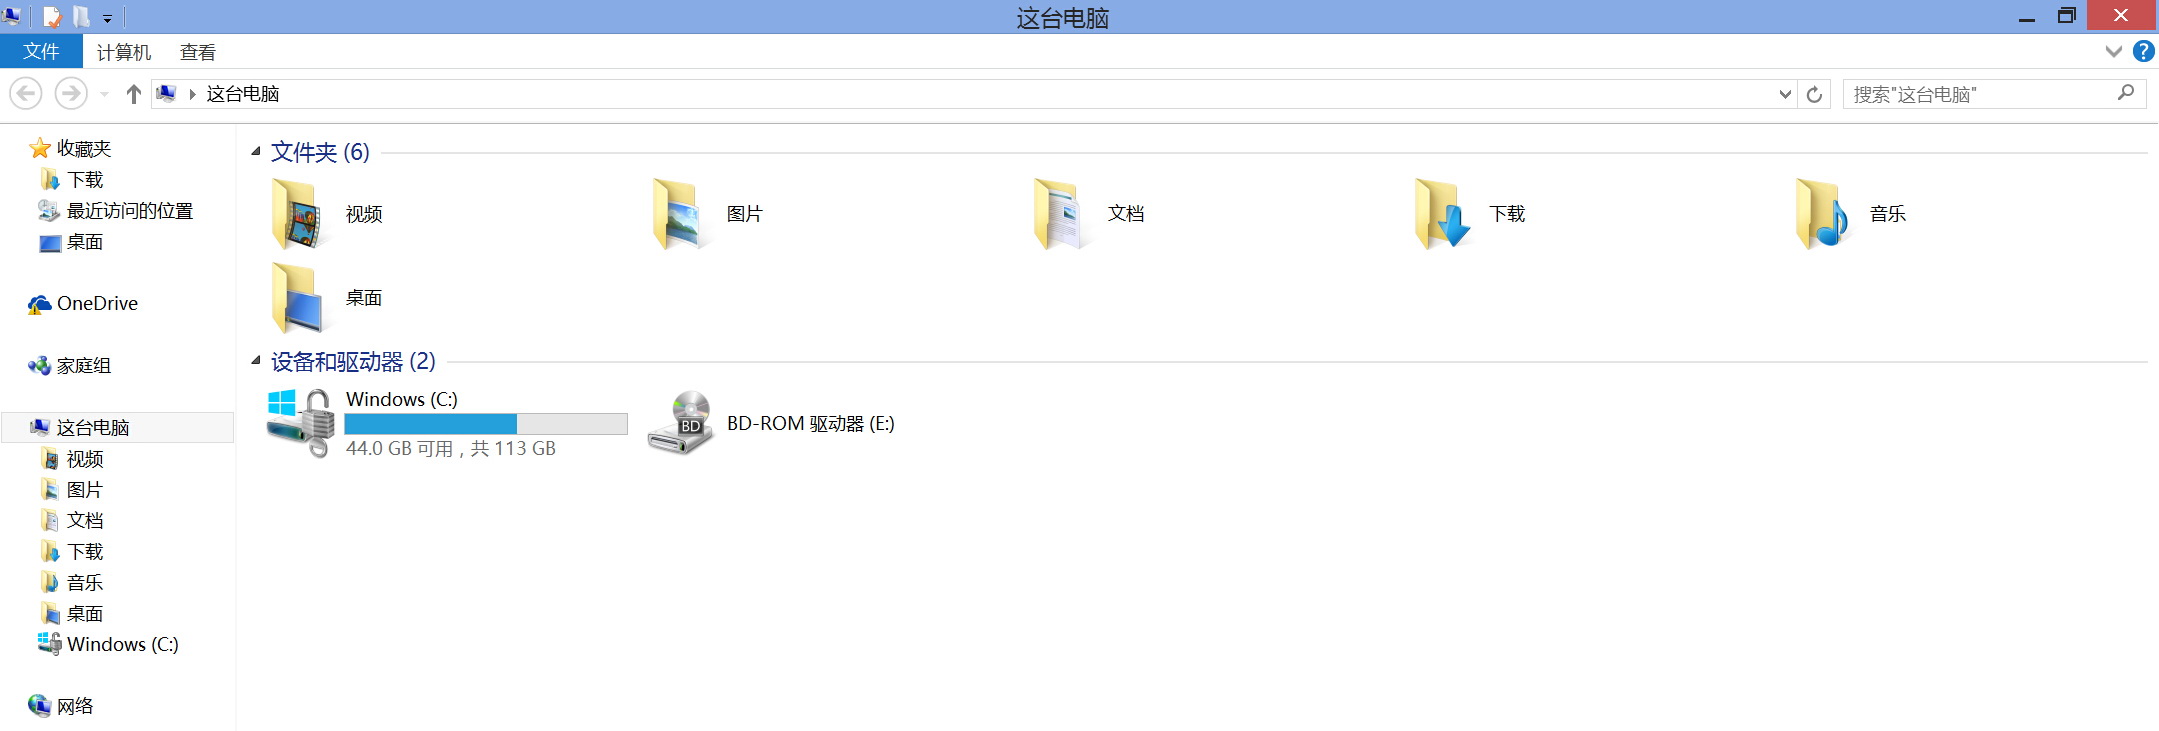 这台电脑
文件 计算机 查看
这台电脑
搜索"这台电脑"
收藏夹
下载
最近访问的位置
桌面
OneDrive
家庭组
这台电脑
视频
图片
文档
下载
音乐
桌面
Windows (C:)
网络
文件夹 (6)
视频 图片 文档 下载 音乐
桌面
设备和驱动器 (2)
Windows (C:)
44.0 GB 可用，共 113 GB
BD
BD-ROM 驱动器 (E:)